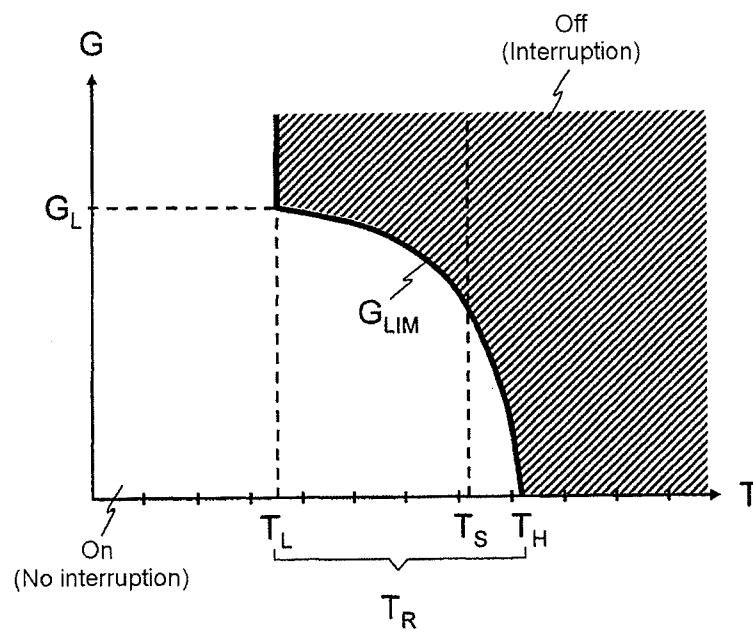 Off
(Interruption)
G
G_L
G_LIM
T
T_L
T_S
T_H
On
(No interruption)
T_R